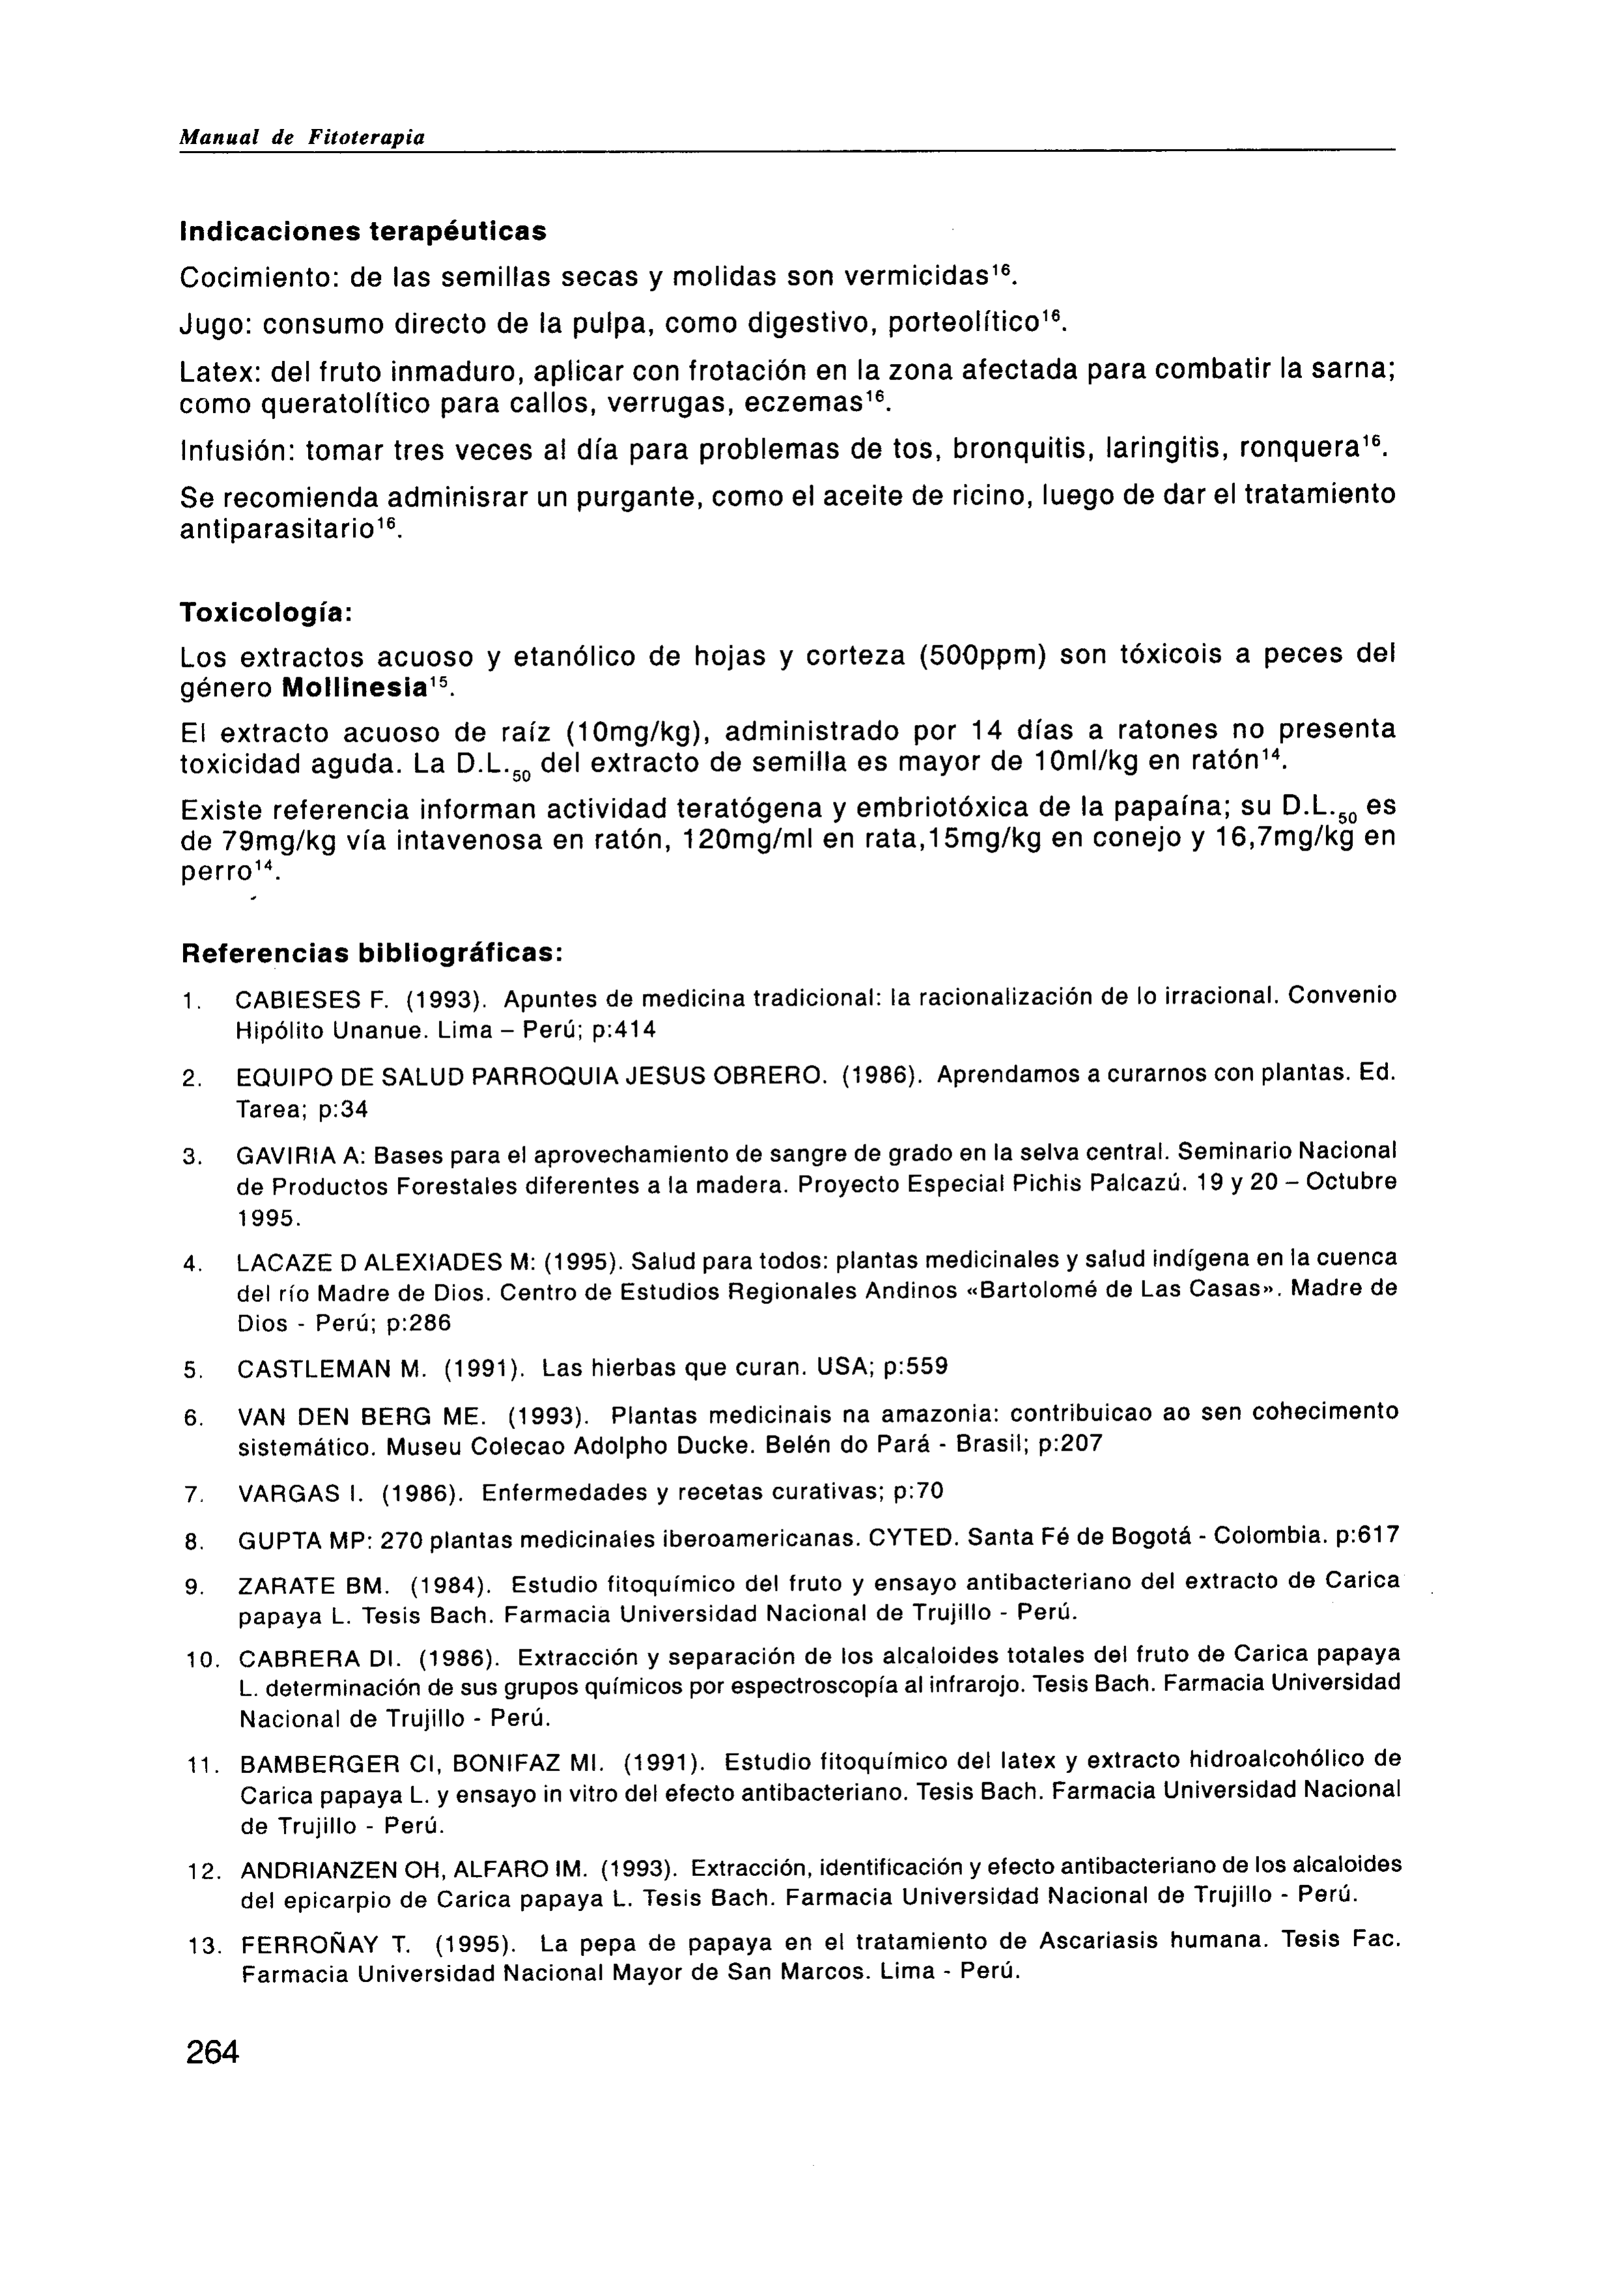 Manual de Fitoterapia
Indicaciones terapéuticas
Cocimiento: de las semillas secas y molidas son vermicidas¹⁶.
Jugo: consumo directo de la pulpa, como digestivo, porteolítico¹⁶.
Latex: del fruto inmaduro, aplicar con frotación en la zona afectada para combatir la sarna;
como queratolítico para callos, verrugas, eczemas¹⁶.
Infusión: tomar tres veces al día para problemas de tos, bronquitis, laringitis, ronquera¹⁶.
Se recomienda adminisrar un purgante, como el aceite de ricino, luego de dar el tratamiento
antiparasitario¹⁶.
Toxicología:
Los extractos acuoso y etanólico de hojas y corteza (500ppm) son tóxicois a peces del
género Mollinesia¹⁵.
El extracto acuoso de raíz (10mg/kg), administrado por 14 días a ratones no presenta
toxicidad aguda. La D.L.₅₀ del extracto de semilla es mayor de 10ml/kg en ratón¹⁴.
Existe referencia informan actividad teratógena y embriotóxica de la papaína; su D.L.₅₀ es
de 79mg/kg vía intavenosa en ratón, 120mg/ml en rata,15mg/kg en conejo y 16,7mg/kg en
perro¹⁴.
Referencias bibliográficas:
1. CABIESES F. (1993). Apuntes de medicina tradicional: la racionalización de lo irracional. Convenio
Hipólito Unanue. Lima – Perú; p:414
2. EQUIPO DE SALUD PARROQUIA JESUS OBRERO. (1986). Aprendamos a curarnos con plantas. Ed.
Tarea; p:34
3. GAVIRIA A: Bases para el aprovechamiento de sangre de grado en la selva central. Seminario Nacional
de Productos Forestales diferentes a la madera. Proyecto Especial Pichis Palcazú. 19 y 20 – Octubre
1995.
4. LACAZE D ALEXIADES M: (1995). Salud para todos: plantas medicinales y salud indígena en la cuenca
del río Madre de Dios. Centro de Estudios Regionales Andinos «Bartolomé de Las Casas». Madre de
Dios - Perú; p:286
5. CASTLEMAN M. (1991). Las hierbas que curan. USA; p:559
6. VAN DEN BERG ME. (1993). Plantas medicinais na amazonia: contribuicao ao sen cohecimento
sistemático. Museu Colecao Adolpho Ducke. Belén do Pará - Brasil; p:207
7. VARGAS I. (1986). Enfermedades y recetas curativas; p:70
8. GUPTA MP: 270 plantas medicinales iberoamericanas. CYTED. Santa Fé de Bogotá - Colombia. p:617
9. ZARATE BM. (1984). Estudio fitoquímico del fruto y ensayo antibacteriano del extracto de Carica
papaya L. Tesis Bach. Farmacia Universidad Nacional de Trujillo - Perú.
10. CABRERA DI. (1986). Extracción y separación de los alcaloides totales del fruto de Carica papaya
L. determinación de sus grupos químicos por espectroscopía al infrarojo. Tesis Bach. Farmacia Universidad
Nacional de Trujillo - Perú.
11. BAMBERGER CI, BONIFAZ MI. (1991). Estudio fitoquímico del latex y extracto hidroalcohólico de
Carica papaya L. y ensayo in vitro del efecto antibacteriano. Tesis Bach. Farmacia Universidad Nacional
de Trujillo - Perú.
12. ANDRIANZEN OH, ALFARO IM. (1993). Extracción, identificación y efecto antibacteriano de los alcaloides
del epicarpio de Carica papaya L. Tesis Bach. Farmacia Universidad Nacional de Trujillo - Perú.
13. FERROÑAY T. (1995). La pepa de papaya en el tratamiento de Ascariasis humana. Tesis Fac.
Farmacia Universidad Nacional Mayor de San Marcos. Lima - Perú.
264